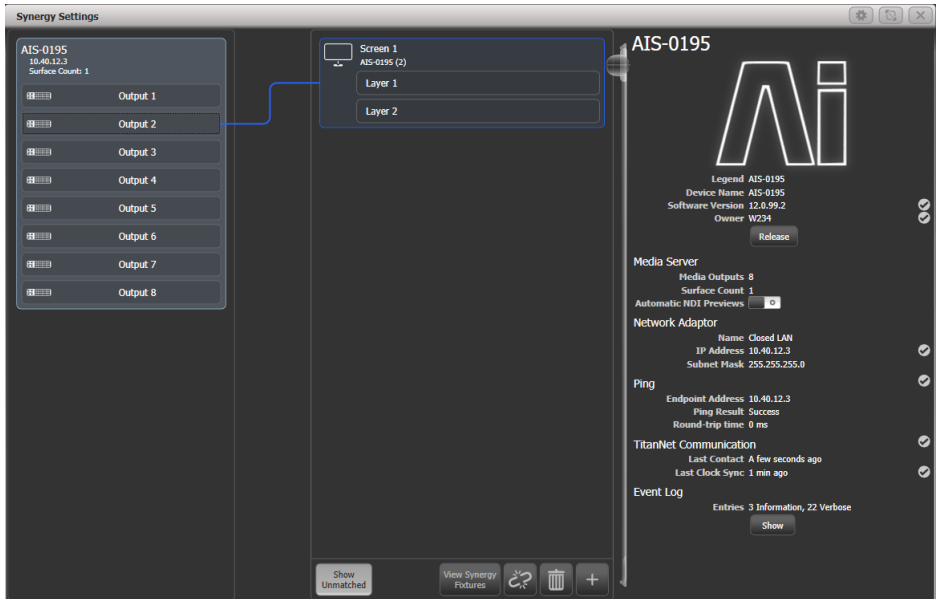 Synergy Settings
AIS-0195
10.40.12.3
Surface Count: 1
Output 1
Output 2
Output 3
Output 4
Output 5
Output 6
Output 7
Output 8
Screen 1
AIS-0195 (2)
Layer 1
Layer 2
Show
Unmatched
View Synergy
Fixtures
AIS-0195
Ai
Legend AIS-0195
Device Name AIS-0195
Software Version 12.0.99.2
Owner W234
Release
Media Server
Media Outputs 8
Surface Count 1
Automatic NDI Previews
Network Adaptor
Name Closed LAN
IP Address 10.40.12.3
Subnet Mask 255.255.255.0
Ping
Endpoint Address 10.40.12.3
Ping Result Success
Round-trip time 0 ms
TitanNet Communication
Last Contact A few seconds ago
Last Clock Sync 1 min ago
Event Log
Entries 3 Information, 22 Verbose
Show